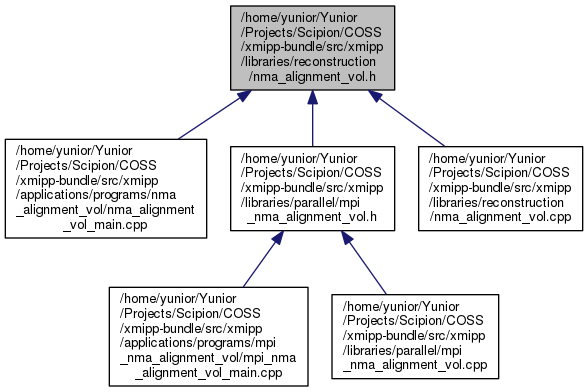 /home/yunior/Yunior
/Projects/Scipion/COSS
/xmipp-bundle/src/xmipp
/libraries/reconstruction
/nma_alignment_vol.h
/home/yunior/Yunior
/Projects/Scipion/COSS
/xmipp-bundle/src/xmipp
/applications/programs/nma
_alignment_vol/nma_alignment
_vol_main.cpp
/home/yunior/Yunior
/Projects/Scipion/COSS
/xmipp-bundle/src/xmipp
/libraries/parallel/mpi
_nma_alignment_vol.h
/home/yunior/Yunior
/Projects/Scipion/COSS
/xmipp-bundle/src/xmipp
/libraries/reconstruction
/nma_alignment_vol.cpp
/home/yunior/Yunior
/Projects/Scipion/COSS
/xmipp-bundle/src/xmipp
/applications/programs/mpi
_nma_alignment_vol/mpi_nma
_alignment_vol_main.cpp
/home/yunior/Yunior
/Projects/Scipion/COSS
/xmipp-bundle/src/xmipp
/libraries/parallel/mpi
_nma_alignment_vol.cpp